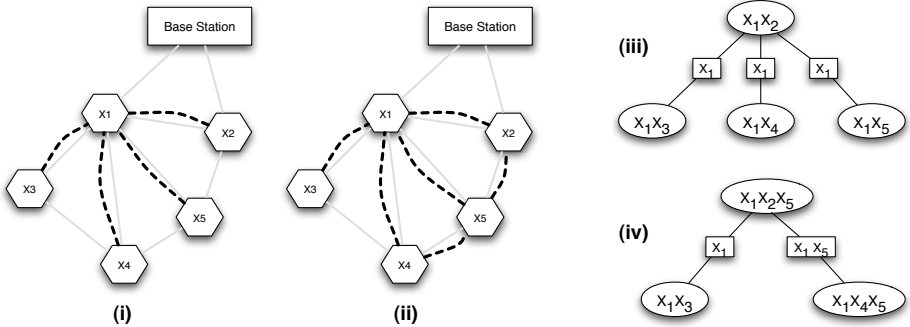 Base Station
X1
X2
X3
X5
X4
(i)
Base Station
X1
X2
X3
X5
X4
(ii)
(iii)
X₁X₂
X₁
X₁
X₁
X₁X₃
X₁X₄
X₁X₅
(iv)
X₁X₂X₅
X₁
X₁ X₅
X₁X₃
X₁X₄X₅